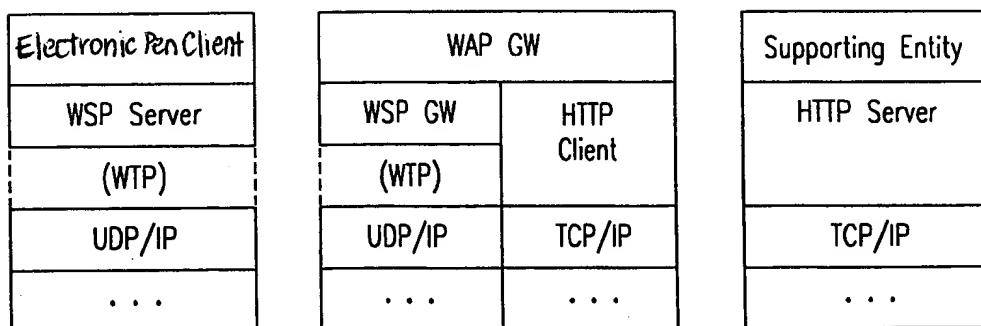 Electronic Pen Client
WSP Server
(WTP)
UDP/IP
. . .
WAP GW
WSP GW
(WTP)
UDP/IP
. . .
HTTP
Client
TCP/IP
. . .
Supporting Entity
HTTP Server
TCP/IP
. . .